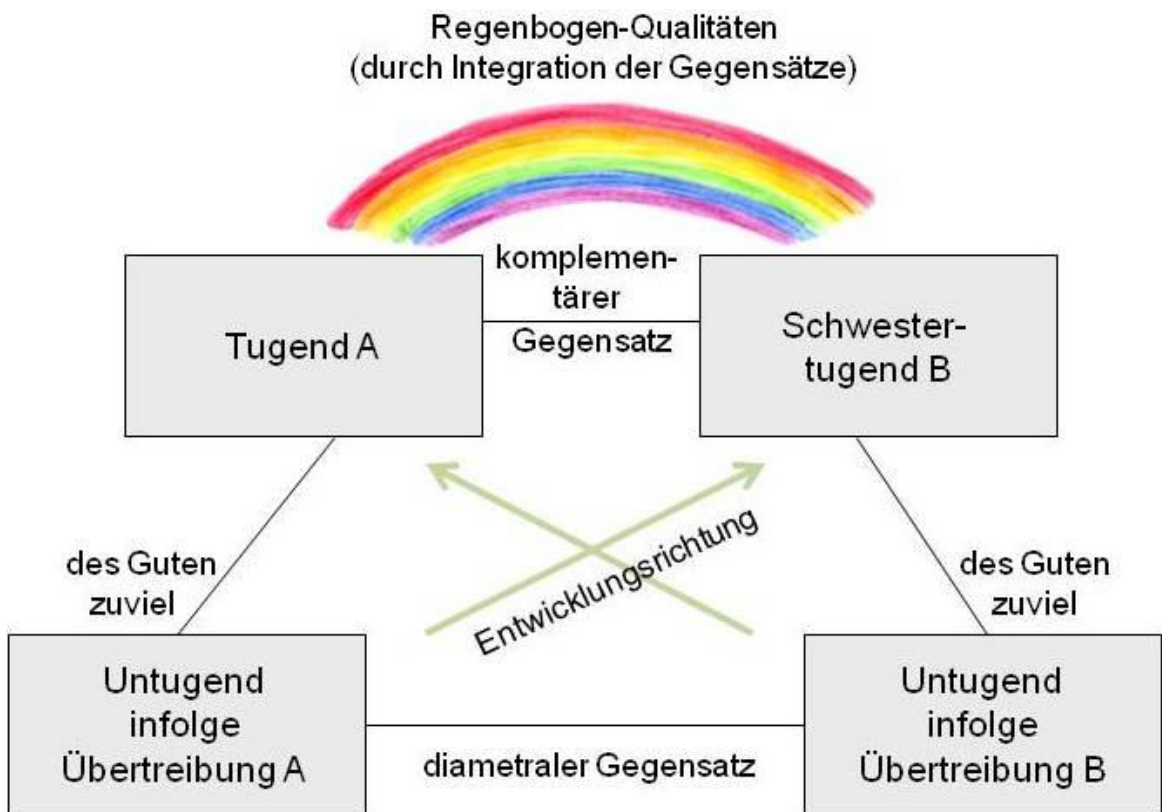 Regenbogen-Qualitäten
(durch Integration der Gegensätze)
komplemen-
tärer
Gegensatz
Tugend A
Schwester-
tugend B
Entwicklungsrichtung
des Guten
zuviel
des Guten
zuviel
Untugend
infolge
Übertreibung A
diametraler Gegensatz
Untugend
infolge
Übertreibung B